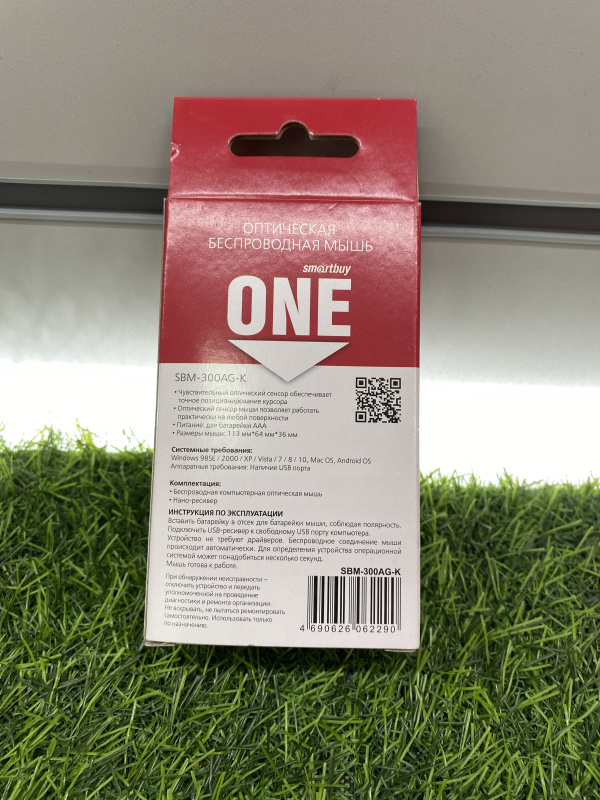 ОПТИЧЕСКАЯ
БЕСПРОВОДНАЯ МЫШЬ
smartbuy
ONE
SBM-300AG-K
• Чувствительный оптический сенсор обеспечивает
точное позиционирование курсора
• Оптический сенсор мыши позволяет работать
практически на любой поверхности
• Питание: две батарейки ААА
• Размеры мыши: 113 мм*64 мм*36 мм
Системные требования:
Windows 98SE / 2000 / XP / Vista / 7 / 8 / 10, Mac OS, Android OS
Аппаратные требования: Наличие USB порта
Комплектация:
• Беспроводная компьютерная оптическая мышь
• Нано-ресивер
ИНСТРУКЦИЯ ПО ЭКСПЛУАТАЦИИ
Вставить батарейку в отсек для батарейки мыши, соблюдая полярность.
Подключить USB-ресивер к свободному USB порту компьютера.
Устройство не требуют драйверов. Беспроводное соединение мыши
происходит автоматически. Для определения устройства операционной
системой может понадобиться несколько секунд.
Мышь готова к работе.
При обнаружении неисправности –
отключить устройство и передать
уполномоченной на проведение
диагностики и ремонта организации.
Не вскрывать, не пытаться ремонтировать
самостоятельно. Использовать только
по назначению.
SBM-300AG-K
4 690626 062290